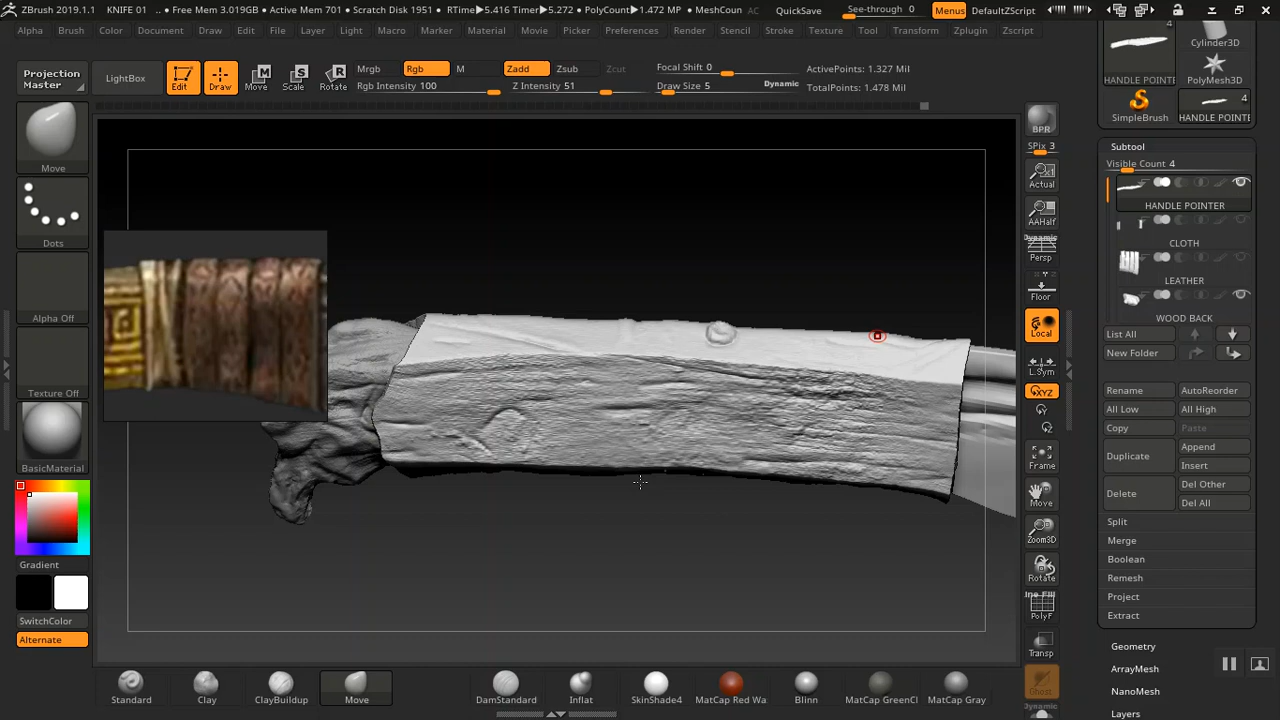 ZBrush 2019.1.1 KNIFE 01 .. • Free Mem 3.019GB • Active Mem 701 • Scratch Disk 1951 • RTime▶5.416 Timer▶5.272 • PolyCount▶1.472 MP • MeshCoun AC QuickSave See-through 0 Menus DefaultZScript
Alpha Brush Color Document Draw Edit File Layer Light Macro Marker Material Movie Picker Preferences Render Stencil Stroke Texture Tool Transform Zplugin Zscript
Projection Master
LightBox
Edit Draw Move Scale Rotate
Mrgb Rgb M Zadd Zsub Zcut
Rgb Intensity 100 Z Intensity 51
Focal Shift 0
Draw Size 5 Dynamic
ActivePoints: 1.327 Mil
TotalPoints: 1.478 Mil
Move
Dots
Alpha Off
Texture Off
BasicMaterial
Gradient
SwitchColor
Alternate
BPR
SPix 3
Actual
AAHalf
Dynamic
Persp
Floor
Local
L.Sym
XYZ
Y
Z
Frame
Move
Zoom3D
Rotate
PolyF
Transp
Ghost
Dynamic
Cylinder3D
4
HANDLE POINTE
PolyMesh3D
SimpleBrush
4
HANDLE POINTE
Subtool
Visible Count 4
HANDLE POINTER
CLOTH
LEATHER
WOOD BACK
List All
New Folder
Rename AutoReorder
All Low All High
Copy Paste
Duplicate
Append
Insert
Delete
Del Other
Del All
Split
Merge
Boolean
Remesh
Project
Extract
Geometry
ArrayMesh
NanoMesh
Layers
Standard Clay ClayBuildup Move DamStandard Inflat SkinShade4 MatCap Red Wa Blinn MatCap GreenCl MatCap Gray